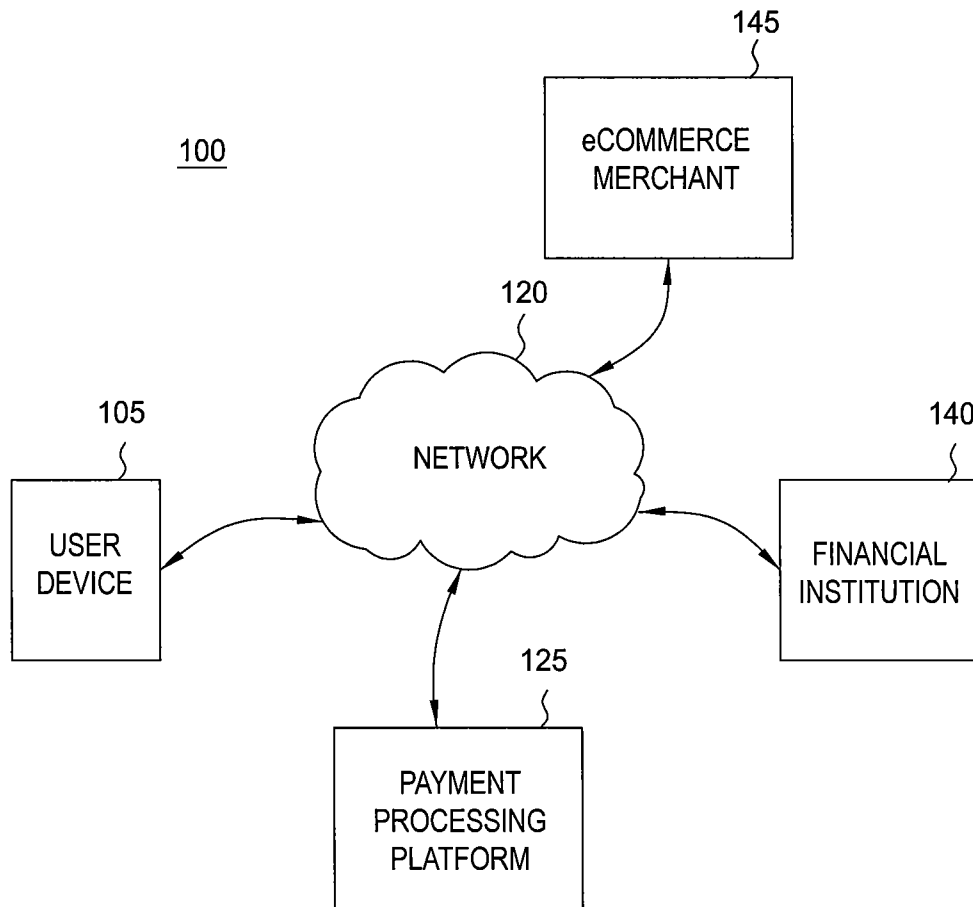 145
eCOMMERCE
MERCHANT
100
120
NETWORK
105
USER
DEVICE
140
FINANCIAL
INSTITUTION
125
PAYMENT
PROCESSING
PLATFORM